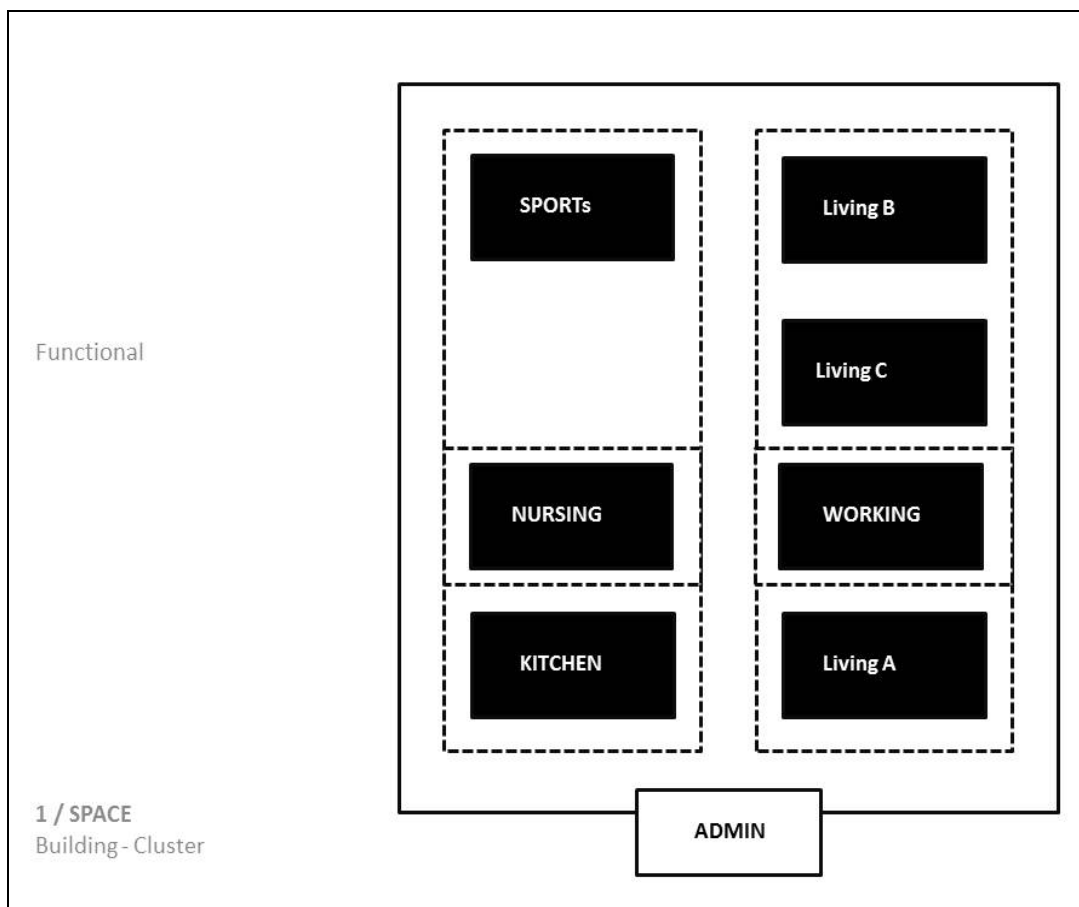 SPORTs
Living B
Functional
Living C
NURSING
WORKING
KITCHEN
Living A
1 / SPACE
Building - Cluster
ADMIN